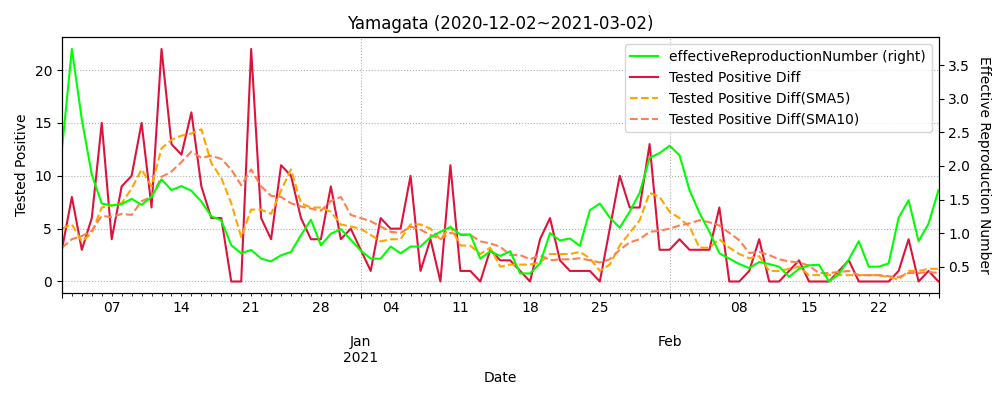 Yamagata (2020-12-02~2021-03-02)
effectiveReproductionNumber (right)
Tested Positive Diff
Tested Positive Diff(SMA5)
Tested Positive Diff(SMA10)
Tested Positive
20
15
10
5
0
3.5
3.0
2.5
2.0
1.5
1.0
0.5
Effective Reproduction Number
07 14 21 28 04 11 18 25 08 15 22
Jan Feb
2021
Date